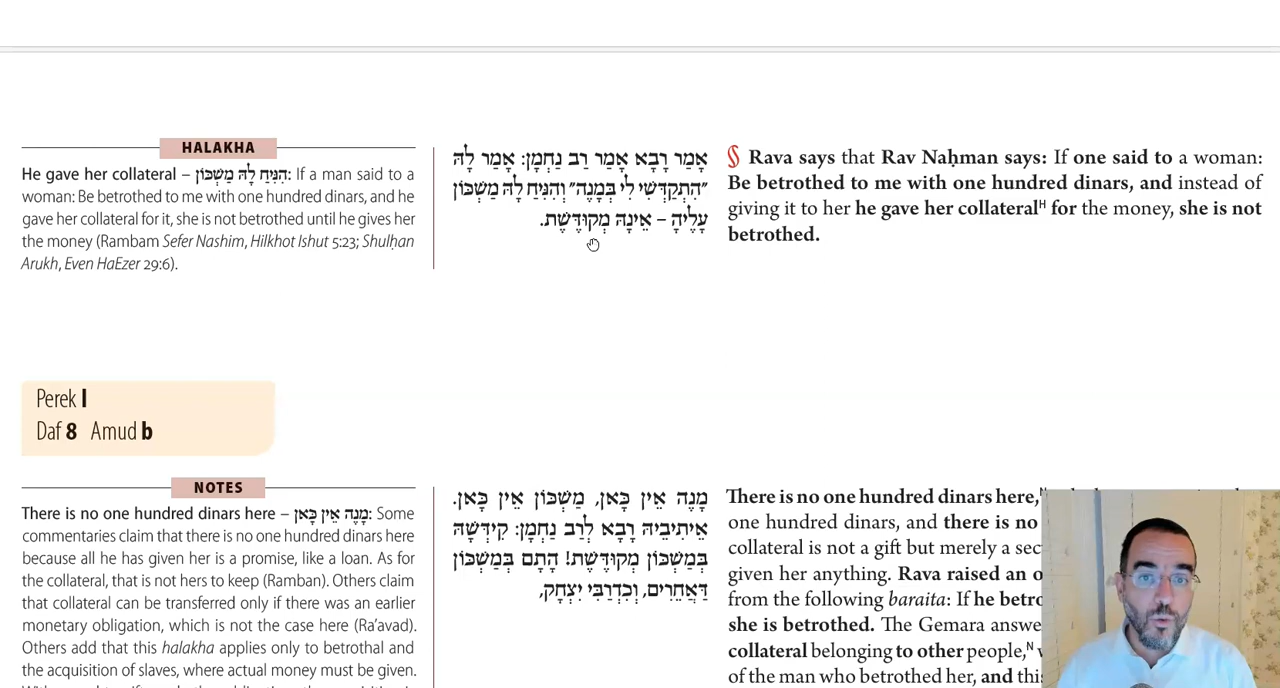 HALAKHA
He gave her collateral – הִנִּיחַ לָהּ מַשְׁכּוֹן: If a man said to a
woman: Be betrothed to me with one hundred dinars, and he
gave her collateral for it, she is not betrothed until he gives her
the money (Rambam Sefer Nashim, Hilkhot Ishut 5:23; Shulḥan
Arukh, Even HaEzer 29:6).
אָמַר רָבָא אָמַר רַב נַחְמָן: אָמַר לָהּ
״הִתְקַדְּשִׁי לִי בְּמָנֶה״ וְהִנִּיחַ לָהּ מַשְׁכּוֹן
עָלֶיהָ – אֵינָהּ מְקוּדֶּשֶׁת.
§ Rava says that Rav Naḥman says: If one said to a woman:
Be betrothed to me with one hundred dinars, and instead of
giving it to her he gave her collateralᴴ for the money, she is not
betrothed.
Perek I
Daf 8 Amud b
NOTES
There is no one hundred dinars here – מָנֶה אֵין כָּאן: Some
commentaries claim that there is no one hundred dinars here
because all he has given her is a promise, like a loan. As for
the collateral, that is not hers to keep (Ramban). Others claim
that collateral can be transferred only if there was an earlier
monetary obligation, which is not the case here (Ra'avad).
Others add that this halakha applies only to betrothal and
the acquisition of slaves, where actual money must be given.
מָנֶה אֵין כָּאן, מַשְׁכּוֹן אֵין כָּאן.
אֵיתִיבֵיהּ רָבָא לְרַב נַחְמָן: קִידְּשָׁהּ
בְּמַשְׁכּוֹן מְקוּדֶּשֶׁת! הָתָם בְּמַשְׁכּוֹן
דַּאֲחֵרִים, וְכִדְרַבִּי יִצְחָק,
There is no one hundred dinars here,ᴺ
one hundred dinars, and there is no
collateral is not a gift but merely a sec
given her anything. Rava raised an o
from the following baraita: If he betro
she is betrothed. The Gemara answe
collateral belonging to other people,ᴺ
of the man who betrothed her, and this